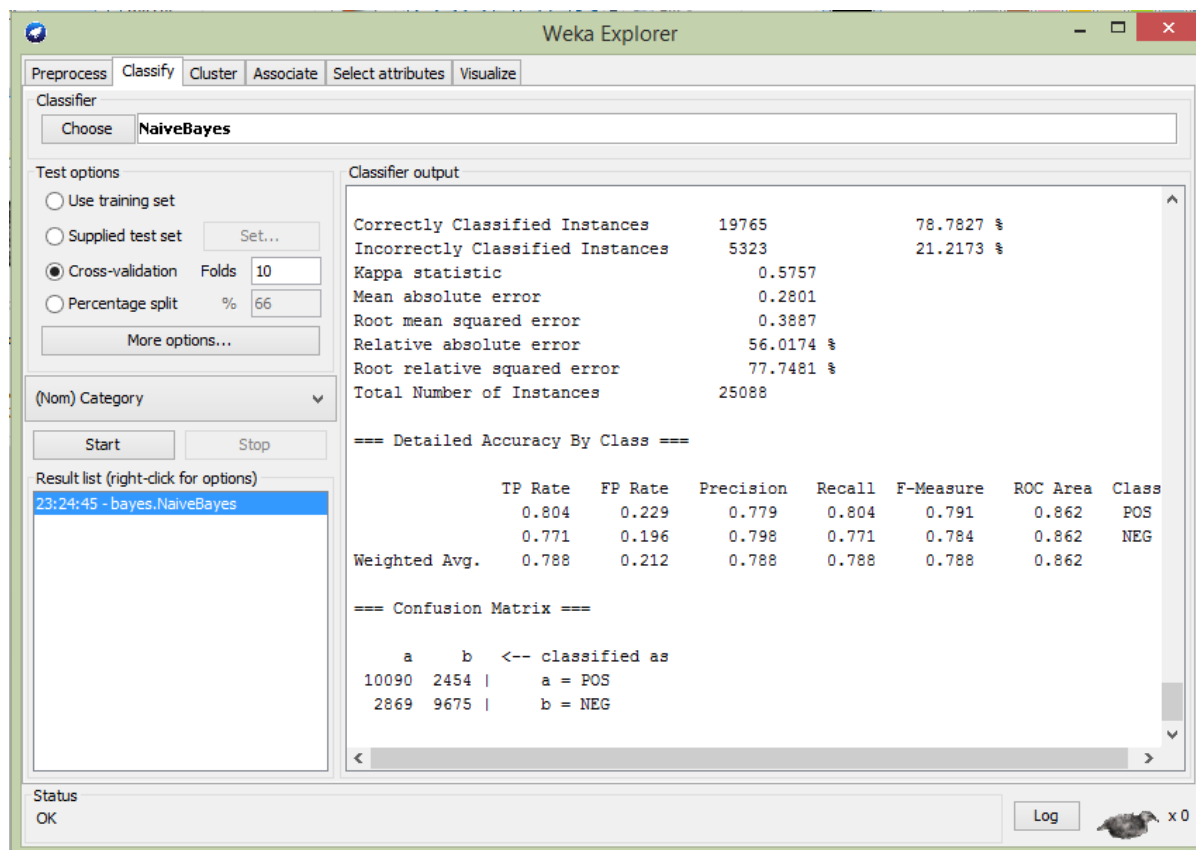 Weka Explorer
Preprocess Classify Cluster Associate Select attributes Visualize
Classifier
Choose NaiveBayes
Test options
Use training set
Supplied test set Set...
Cross-validation Folds 10
Percentage split % 66
More options...
(Nom) Category
Start Stop
Result list (right-click for options)
23:24:45 - bayes.NaiveBayes
Classifier output
Correctly Classified Instances 19765 78.7827 %
Incorrectly Classified Instances 5323 21.2173 %
Kappa statistic 0.5757
Mean absolute error 0.2801
Root mean squared error 0.3887
Relative absolute error 56.0174 %
Root relative squared error 77.7481 %
Total Number of Instances 25088
=== Detailed Accuracy By Class ===
TP Rate FP Rate Precision Recall F-Measure ROC Area Class
0.804 0.229 0.779 0.804 0.791 0.862 POS
0.771 0.196 0.798 0.771 0.784 0.862 NEG
Weighted Avg. 0.788 0.212 0.788 0.788 0.788 0.862
=== Confusion Matrix ===
a b <-- classified as
10090 2454 | a = POS
2869 9675 | b = NEG
Status
OK
Log x 0